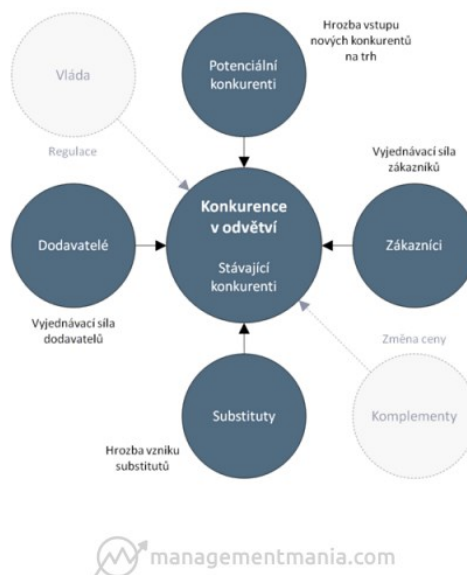 Hrozba vstupu
nových konkurentů
na trh
Vláda
Potenciální
konkurenti
Regulace
Vyjednávací síla
zákazníků
Konkurence
v odvětví
Dodavatelé
Zákazníci
Stávající
konkurenti
Vyjednávací síla
dodavatelů
Změna ceny
Substituty
Komplementy
Hrozba vzniku
substitutů
managementmania.com